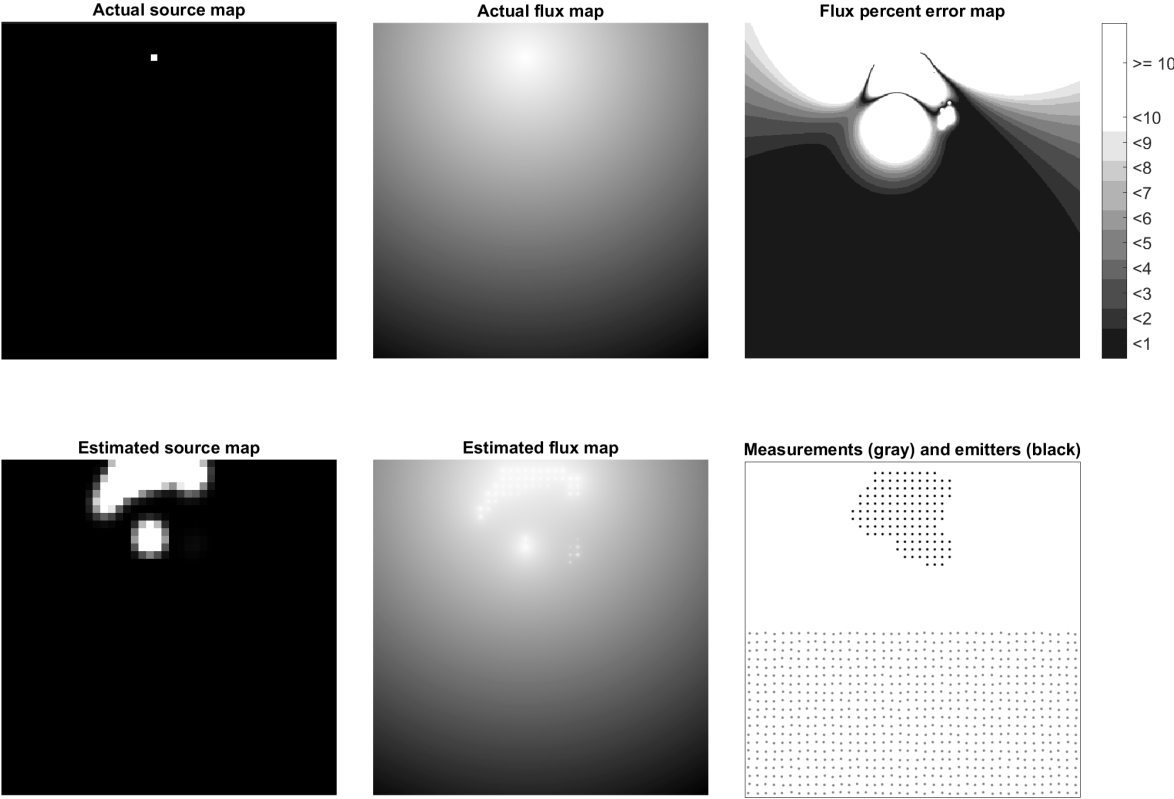 Actual source map
Actual flux map
Flux percent error map
>= 10
<10
<9
<8
<7
<6
<5
<4
<3
<2
<1
Estimated source map
Estimated flux map
Measurements (gray) and emitters (black)